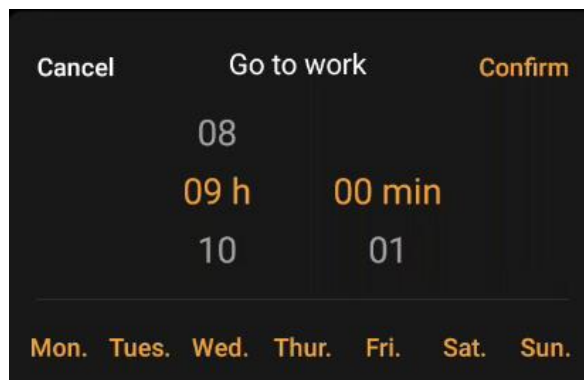 Cancel Go to work Confirm
08
09 h 00 min
10 01
Mon. Tues. Wed. Thur. Fri. Sat. Sun.